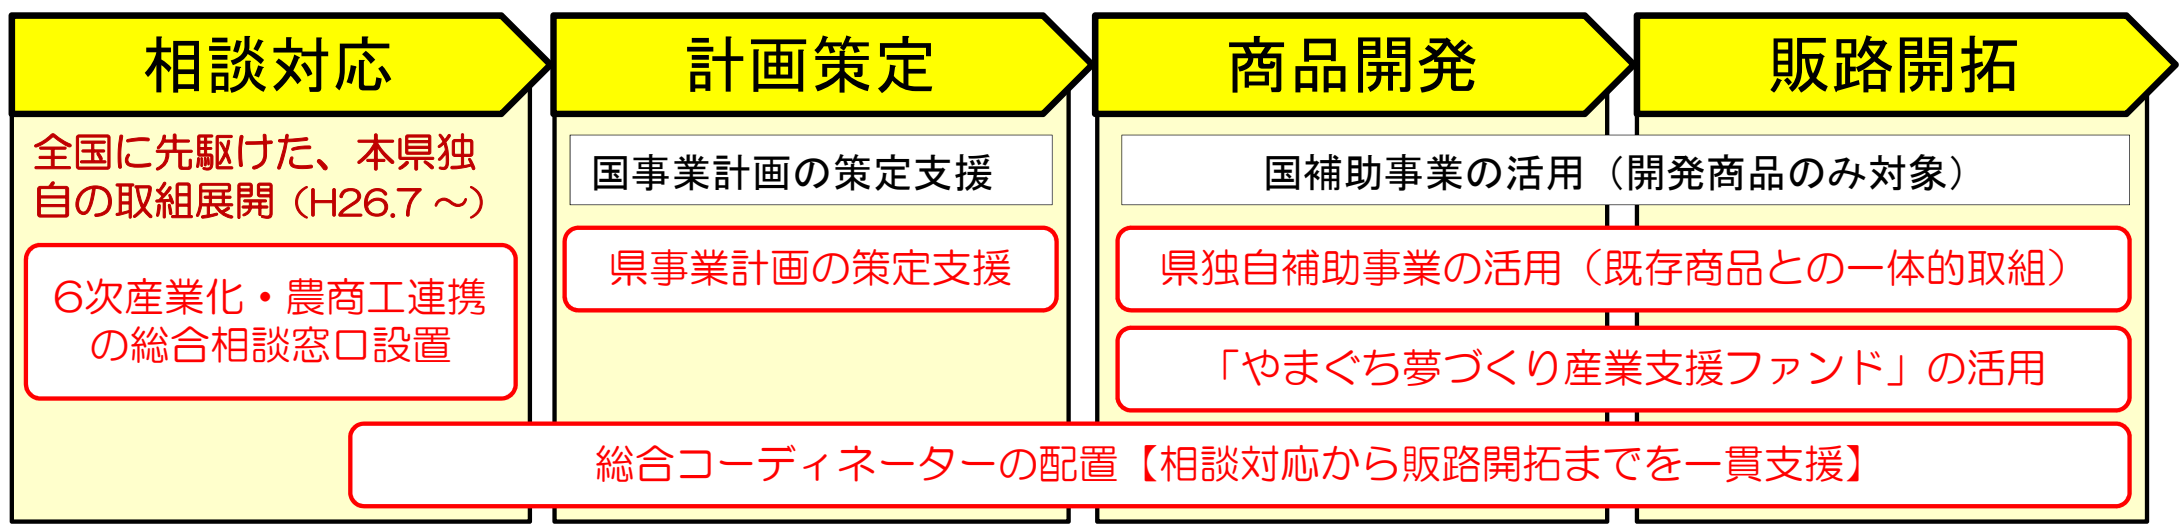 相談対応
計画策定
商品開発
販路開拓
全国に先駆けた、本県独
自の取組展開（H26.7～）
6次産業化・農商工連携
の総合相談窓口設置
国事業計画の策定支援
県事業計画の策定支援
国補助事業の活用（開発商品のみ対象）
県独自補助事業の活用（既存商品との一体的取組）
「やまぐち夢づくり産業支援ファンド」の活用
総合コーディネーターの配置【相談対応から販路開拓までを一貫支援】